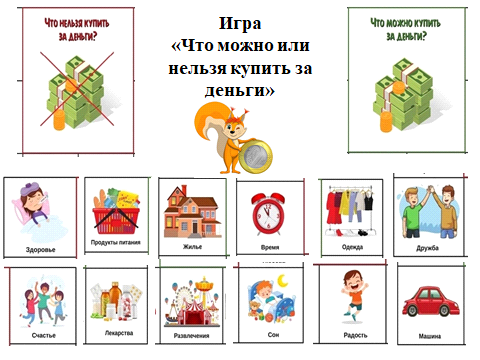 ЧТО НЕЛЬЗЯ КУПИТЬ
ЗА ДЕНЬГИ?
Игра
«Что можно или
нельзя купить за
деньги»
ЧТО МОЖНО КУПИТЬ
ЗА ДЕНЬГИ?
Здоровье
Продукты питания
Жилье
Время
Одежда
Дружба
Счастье
Лекарства
Развлечения
Сон
Радость
Машина